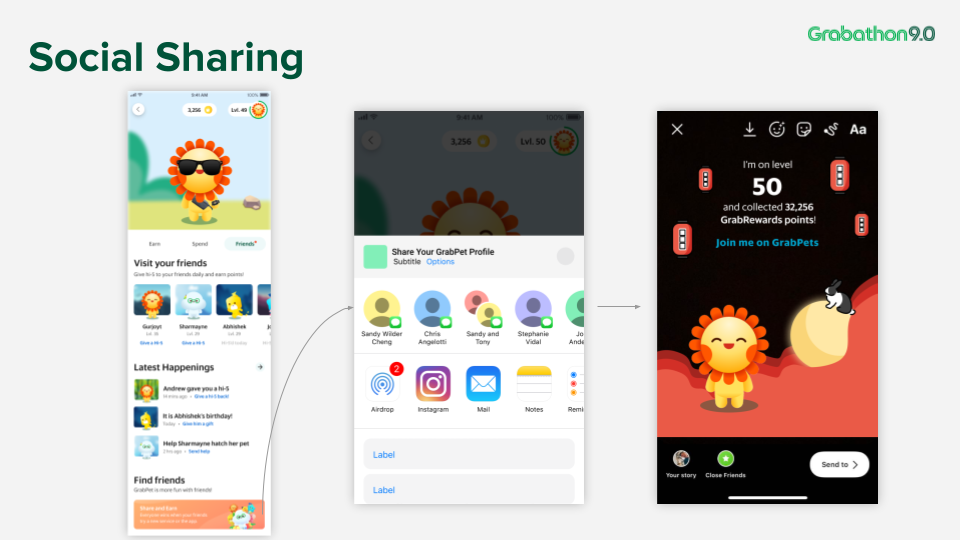 Social Sharing
Grabathon9.0
9:41 AM
100%
3,256
Lvl. 49
Earn
Spend
Friends
Visit your friends
Give hi-5 to your friends daily and earn points!
Gurjoyt
Sharmayne
Abhishek
Lvl. 20
Give a Hi-5
Give a Hi-5
Latest Happenings
Andrew gave you a hi-5
Give a hi-5 back!
It is Abhishek's birthday!
Today
Give him a gift
Help Sharmayne hatch her pet
2 hrs ago
Send help
Find friends
GrabPet is more fun with friends!
Share and Earn
9:41 AM
100%
3,256
Lvl. 50
Share Your GrabPet Profile
Subtitle Options
Sandy Wilder
Cheng
Chris
Angelotti
Sandy and
Tony
Stephanie
Vidal
2
Airdrop
Instagram
Mail
Notes
Label
Label
Aa
I'm on level
50
and collected 32,256
GrabRewards points!
Join me on GrabPets
Your story
Close Friends
Send to